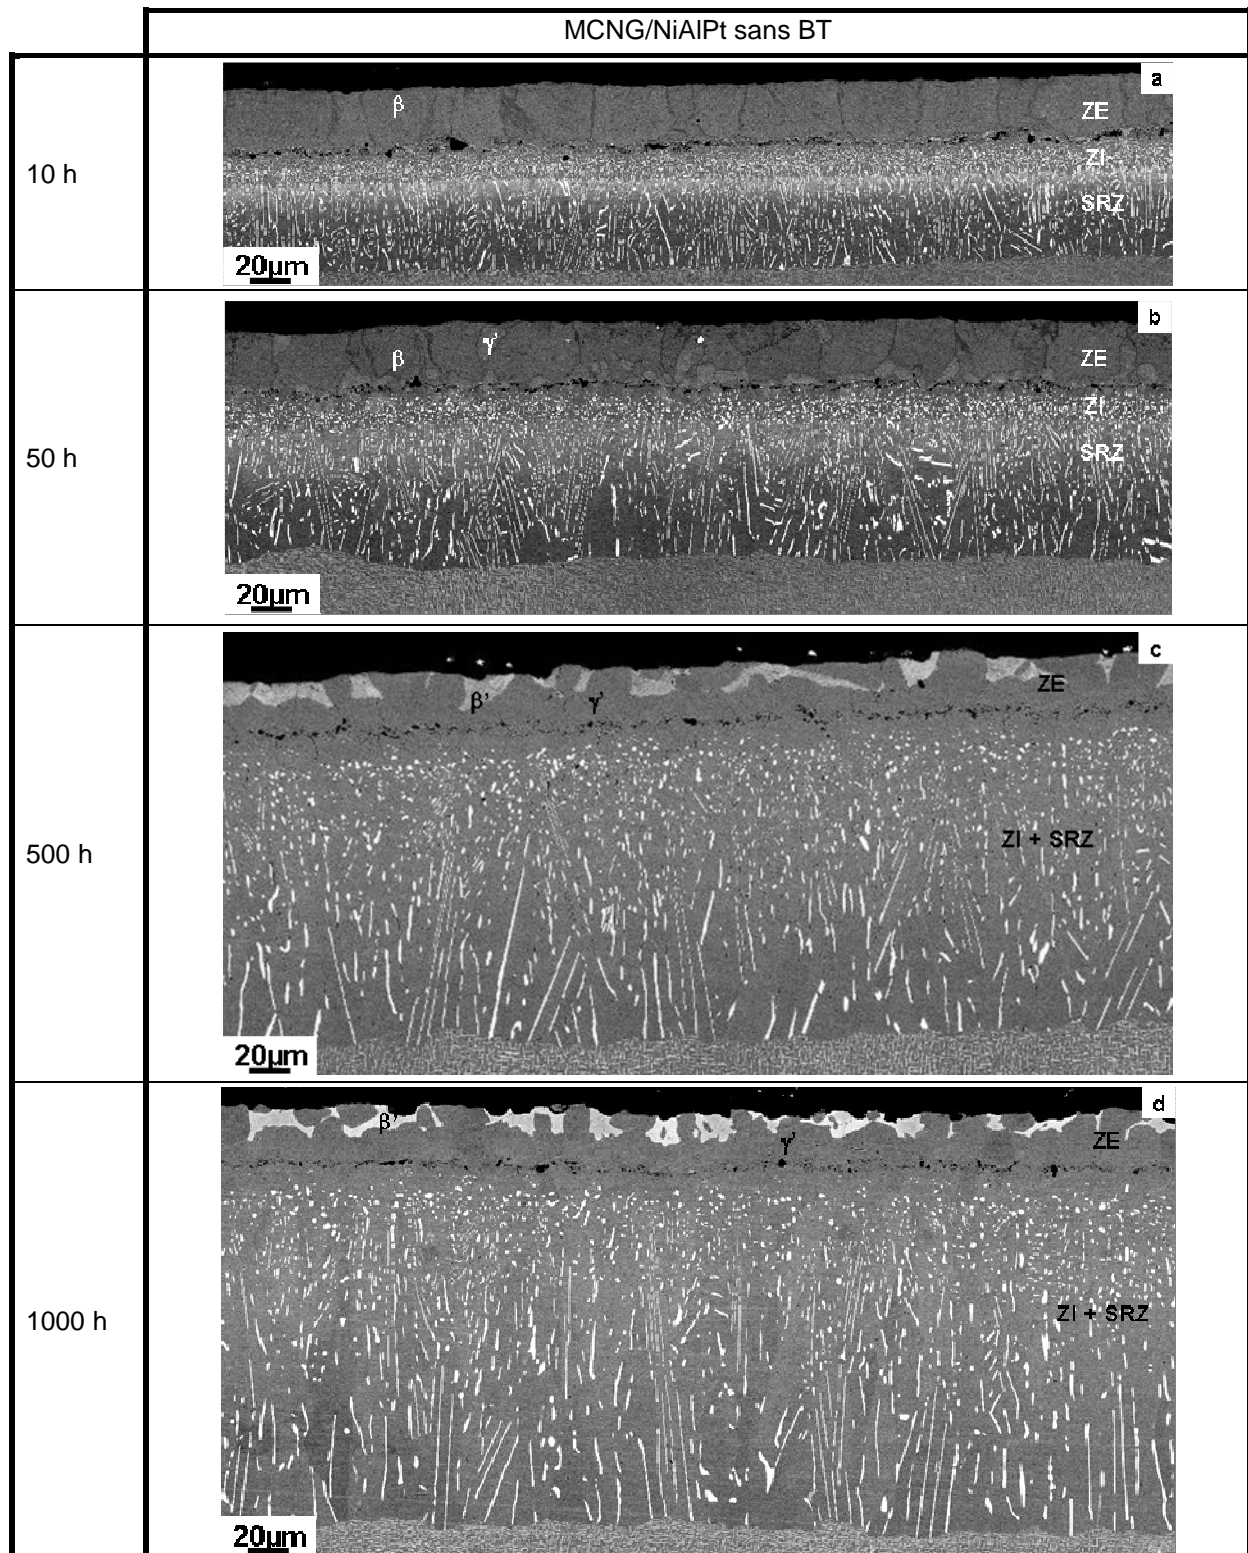 MCNG/NiAlPt sans BT
10 h
a
β
ZE
ZI
SRZ
20µm
50 h
b
γ'
β
ZE
ZI
SRZ
20µm
500 h
c
ZE
β'
γ'
ZI + SRZ
20µm
1000 h
d
β'
γ'
ZE
ZI + SRZ
20µm